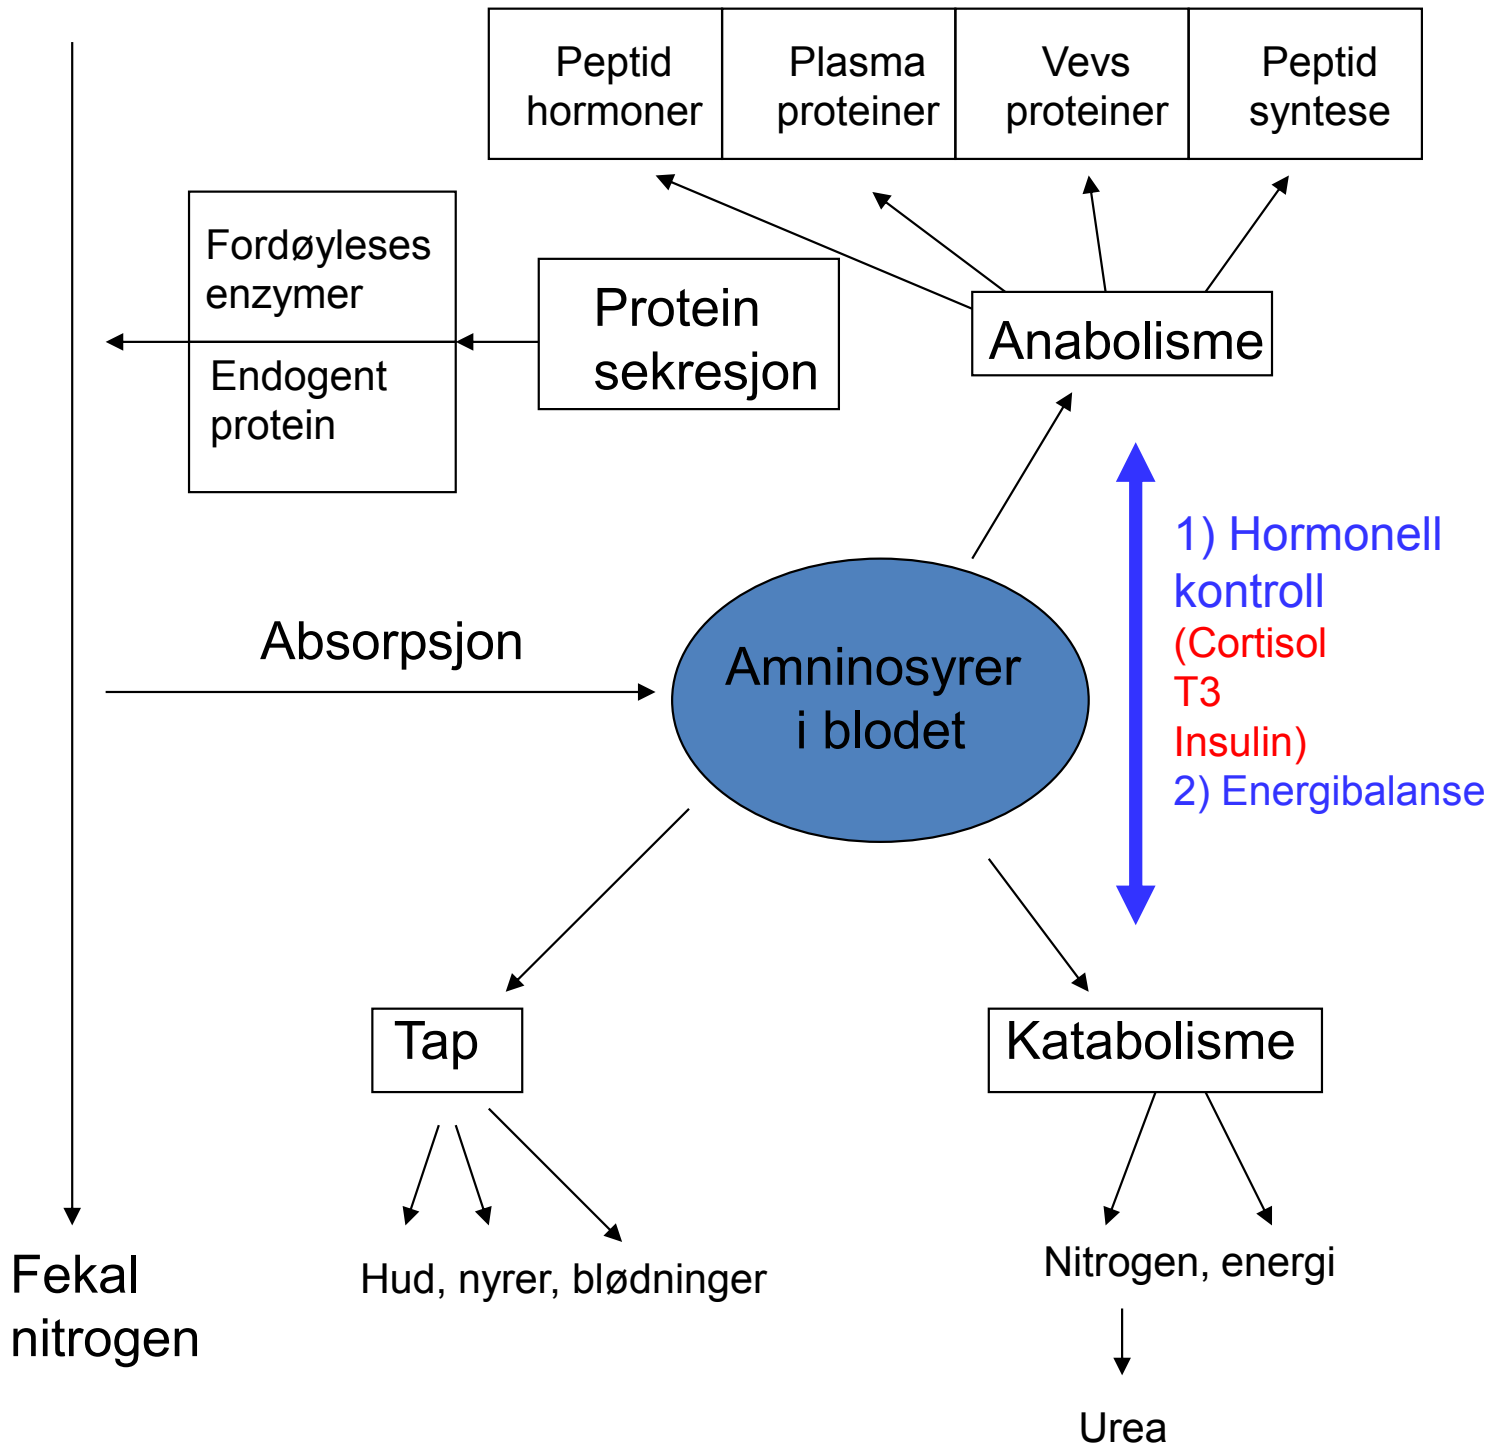 Peptid
hormoner
Plasma
proteiner
Vevs
proteiner
Peptid
syntese
Fordøyleses
enzymer
Endogent
protein
Protein
sekresjon
Anabolisme
1) Hormonell
kontroll
(Cortisol
T3
Insulin)
2) Energibalanse
Absorpsjon
Amninosyrer
i blodet
Tap
Katabolisme
Hud, nyrer, blødninger
Nitrogen, energi
Urea
Fekal
nitrogen